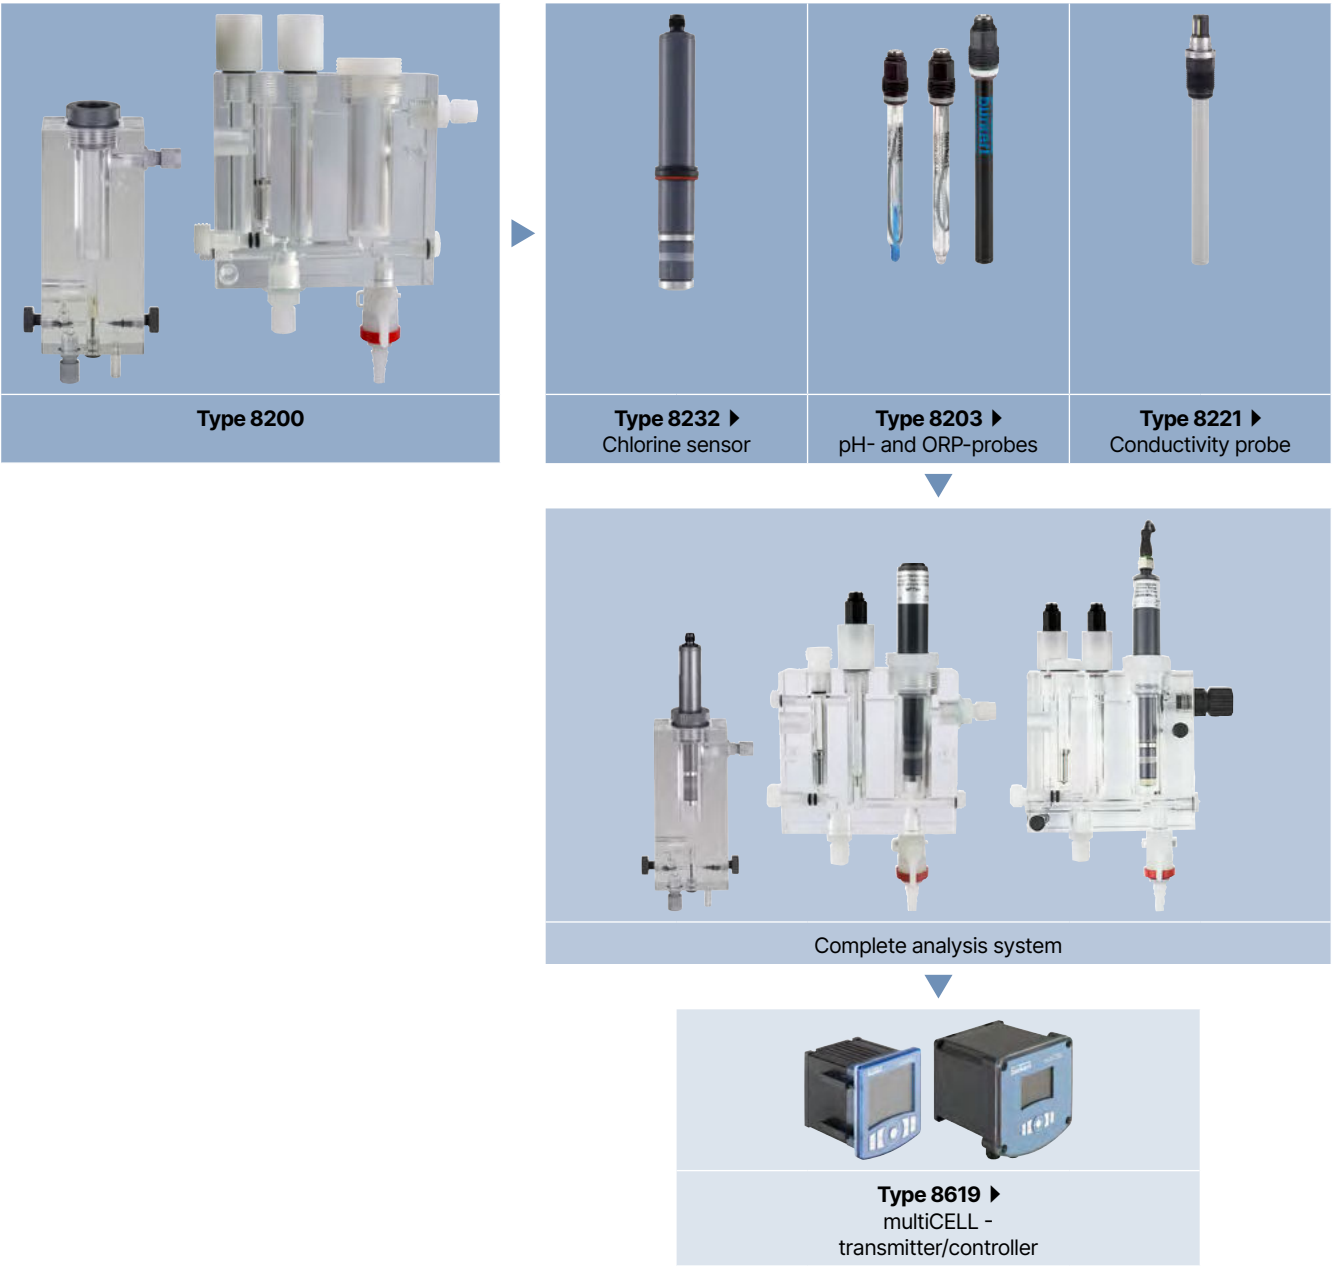 burkert
Type 8200
Type 8232
Chlorine sensor
Type 8203
pH- and ORP-probes
Type 8221
Conductivity probe
Complete analysis system
Type 8619
multiCELL -
transmitter/controller